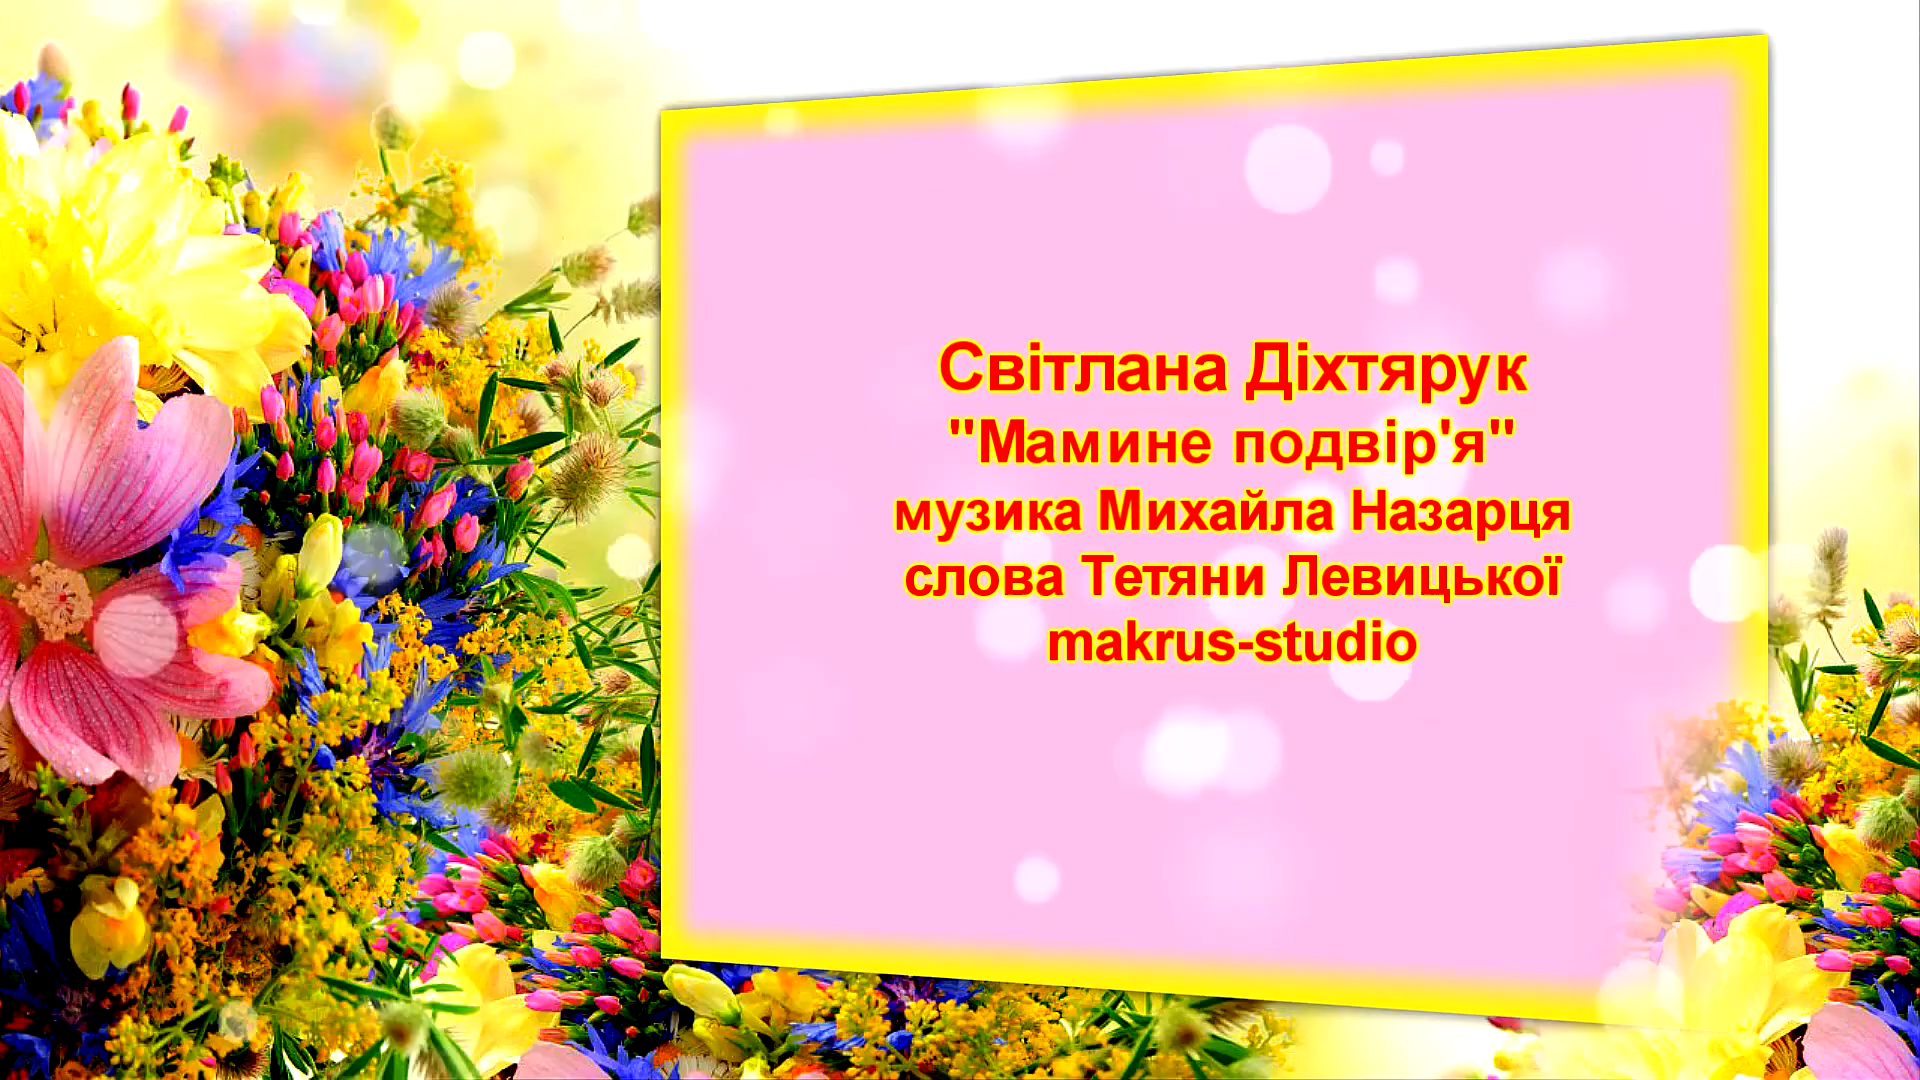 Світлана Діхтярук
"Мамине подвір'я"
музика Михайла Назарця
слова Тетяни Левицької
makrus-studio